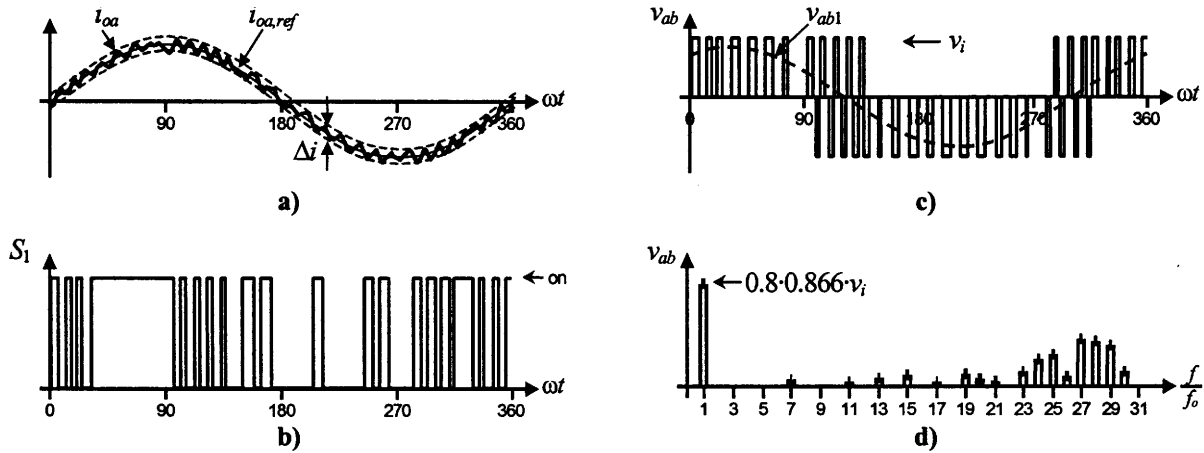 i_oa
i_oa,ref
ωt
90 180 270 360
Δi
a)
v_ab
v_ab1
v_i
ωt
0 90 180 270 360
c)
S_1
on
ωt
0 90 180 270 360
b)
v_ab
0.8·0.866·v_i
f
f_o
1 3 5 7 9 11 13 15 17 19 21 23 25 27 29 31
d)